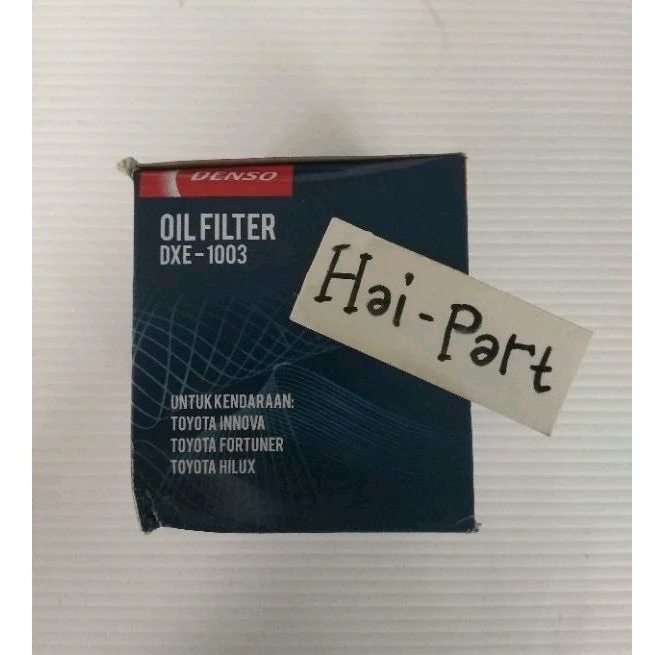 DENSO
OIL FILTER
DXE-1003
Hai-Part
UNTUK KENDARAAN:
TOYOTA INNOVA
TOYOTA FORTUNER
TOYOTA HILUX